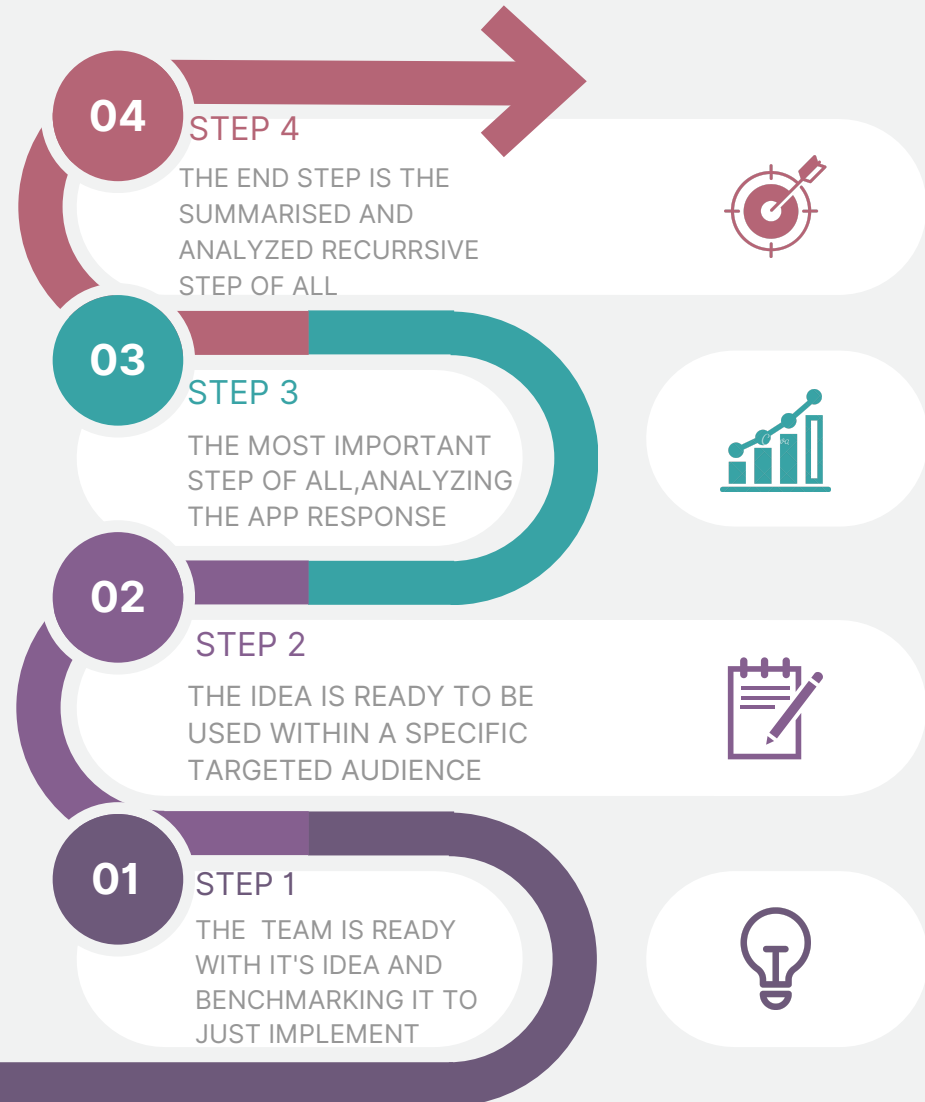 04
STEP 4
THE END STEP IS THE
SUMMARISED AND
ANALYZED RECURRSIVE
STEP OF ALL
03
STEP 3
THE MOST IMPORTANT
STEP OF ALL,ANALYZING
THE APP RESPONSE
02
STEP 2
THE IDEA IS READY TO BE
USED WITHIN A SPECIFIC
TARGETED AUDIENCE
01
STEP 1
THE  TEAM IS READY
WITH IT'S IDEA AND
BENCHMARKING IT TO
JUST IMPLEMENT